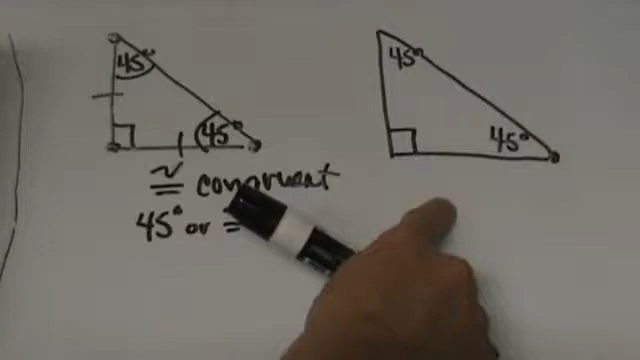 45° 45°
45° 45°
≅ congruent
45° or =